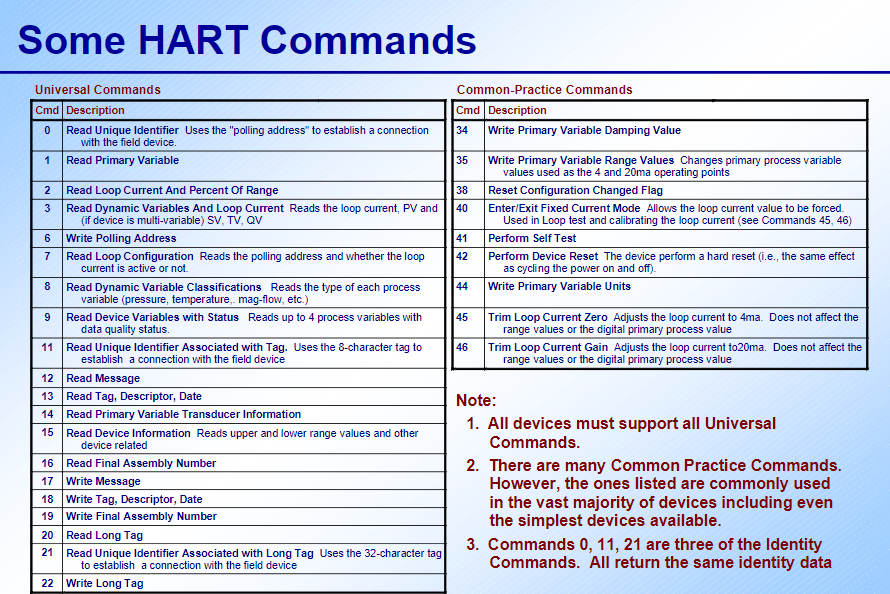 Some HART Commands
Universal Commands
Cmd Description
0 Read Unique Identifier Uses the "polling address" to establish a connection
with the field device.
1 Read Primary Variable
2 Read Loop Current And Percent Of Range
3 Read Dynamic Variables And Loop Current Reads the loop current, PV and
(if device is multi-variable) SV, TV, QV
6 Write Polling Address
7 Read Loop Configuration Reads the polling address and whether the loop
current is active or not.
8 Read Dynamic Variable Classifications Reads the type of each process
variable (pressure, temperature,. mag-flow, etc.)
9 Read Device Variables with Status Reads up to 4 process variables with
data quality status.
11 Read Unique Identifier Associated with Tag. Uses the 8-character tag to
establish a connection with the field device
12 Read Message
13 Read Tag, Descriptor, Date
14 Read Primary Variable Transducer Information
15 Read Device Information Reads upper and lower range values and other
device related
16 Read Final Assembly Number
17 Write Message
18 Write Tag, Descriptor, Date
19 Write Final Assembly Number
20 Read Long Tag
21 Read Unique Identifier Associated with Long Tag Uses the 32-character tag
to establish a connection with the field device
22 Write Long Tag
Common-Practice Commands
Cmd Description
34 Write Primary Variable Damping Value
35 Write Primary Variable Range Values Changes primary process variable
values used as the 4 and 20ma operating points
38 Reset Configuration Changed Flag
40 Enter/Exit Fixed Current Mode Allows the loop current value to be forced.
Used in Loop test and calibrating the loop current (see Commands 45, 46)
41 Perform Self Test
42 Perform Device Reset The device perform a hard reset (i.e., the same effect
as cycling the power on and off).
44 Write Primary Variable Units
45 Trim Loop Current Zero Adjusts the loop current to 4ma. Does not affect the
range values or the digital primary process value
46 Trim Loop Current Gain Adjusts the loop current to20ma. Does not affect the
range values or the digital primary process value
Note:
1. All devices must support all Universal
Commands.
2. There are many Common Practice Commands.
However, the ones listed are commonly used
in the vast majority of devices including even
the simplest devices available.
3. Commands 0, 11, 21 are three of the Identity
Commands. All return the same identity data